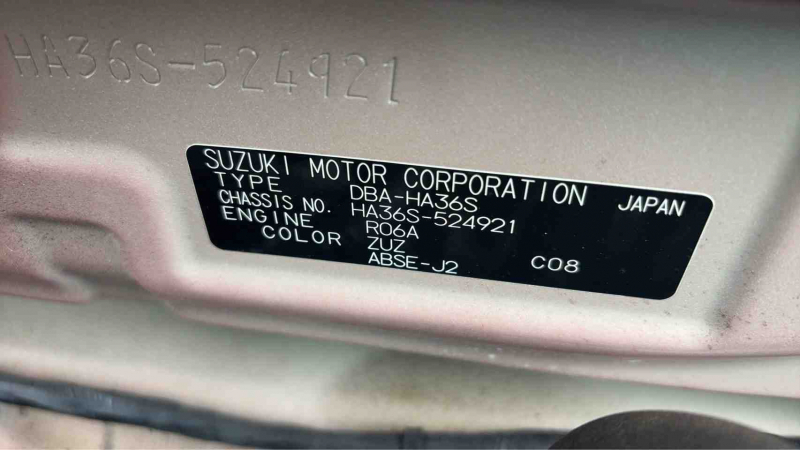 HA36S-524921
SUZUKI MOTOR CORPORATION JAPAN
TYPE DBA-HA36S
CHASSIS NO. HA36S-524921
ENGINE R06A
COLOR ZUZ C08
ABSE-J2